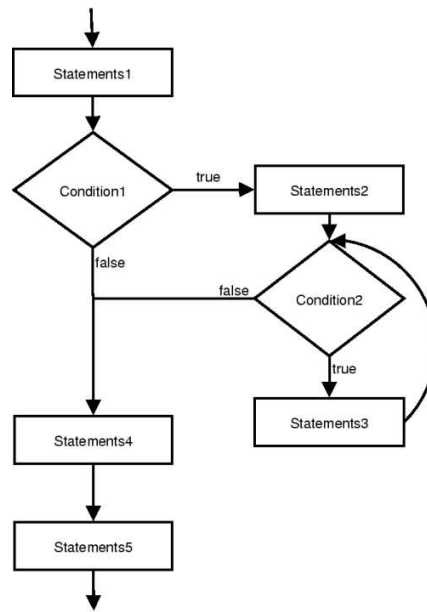 Statements1
Condition1
true
Statements2
false
false
Condition2
true
Statements3
Statements4
Statements5